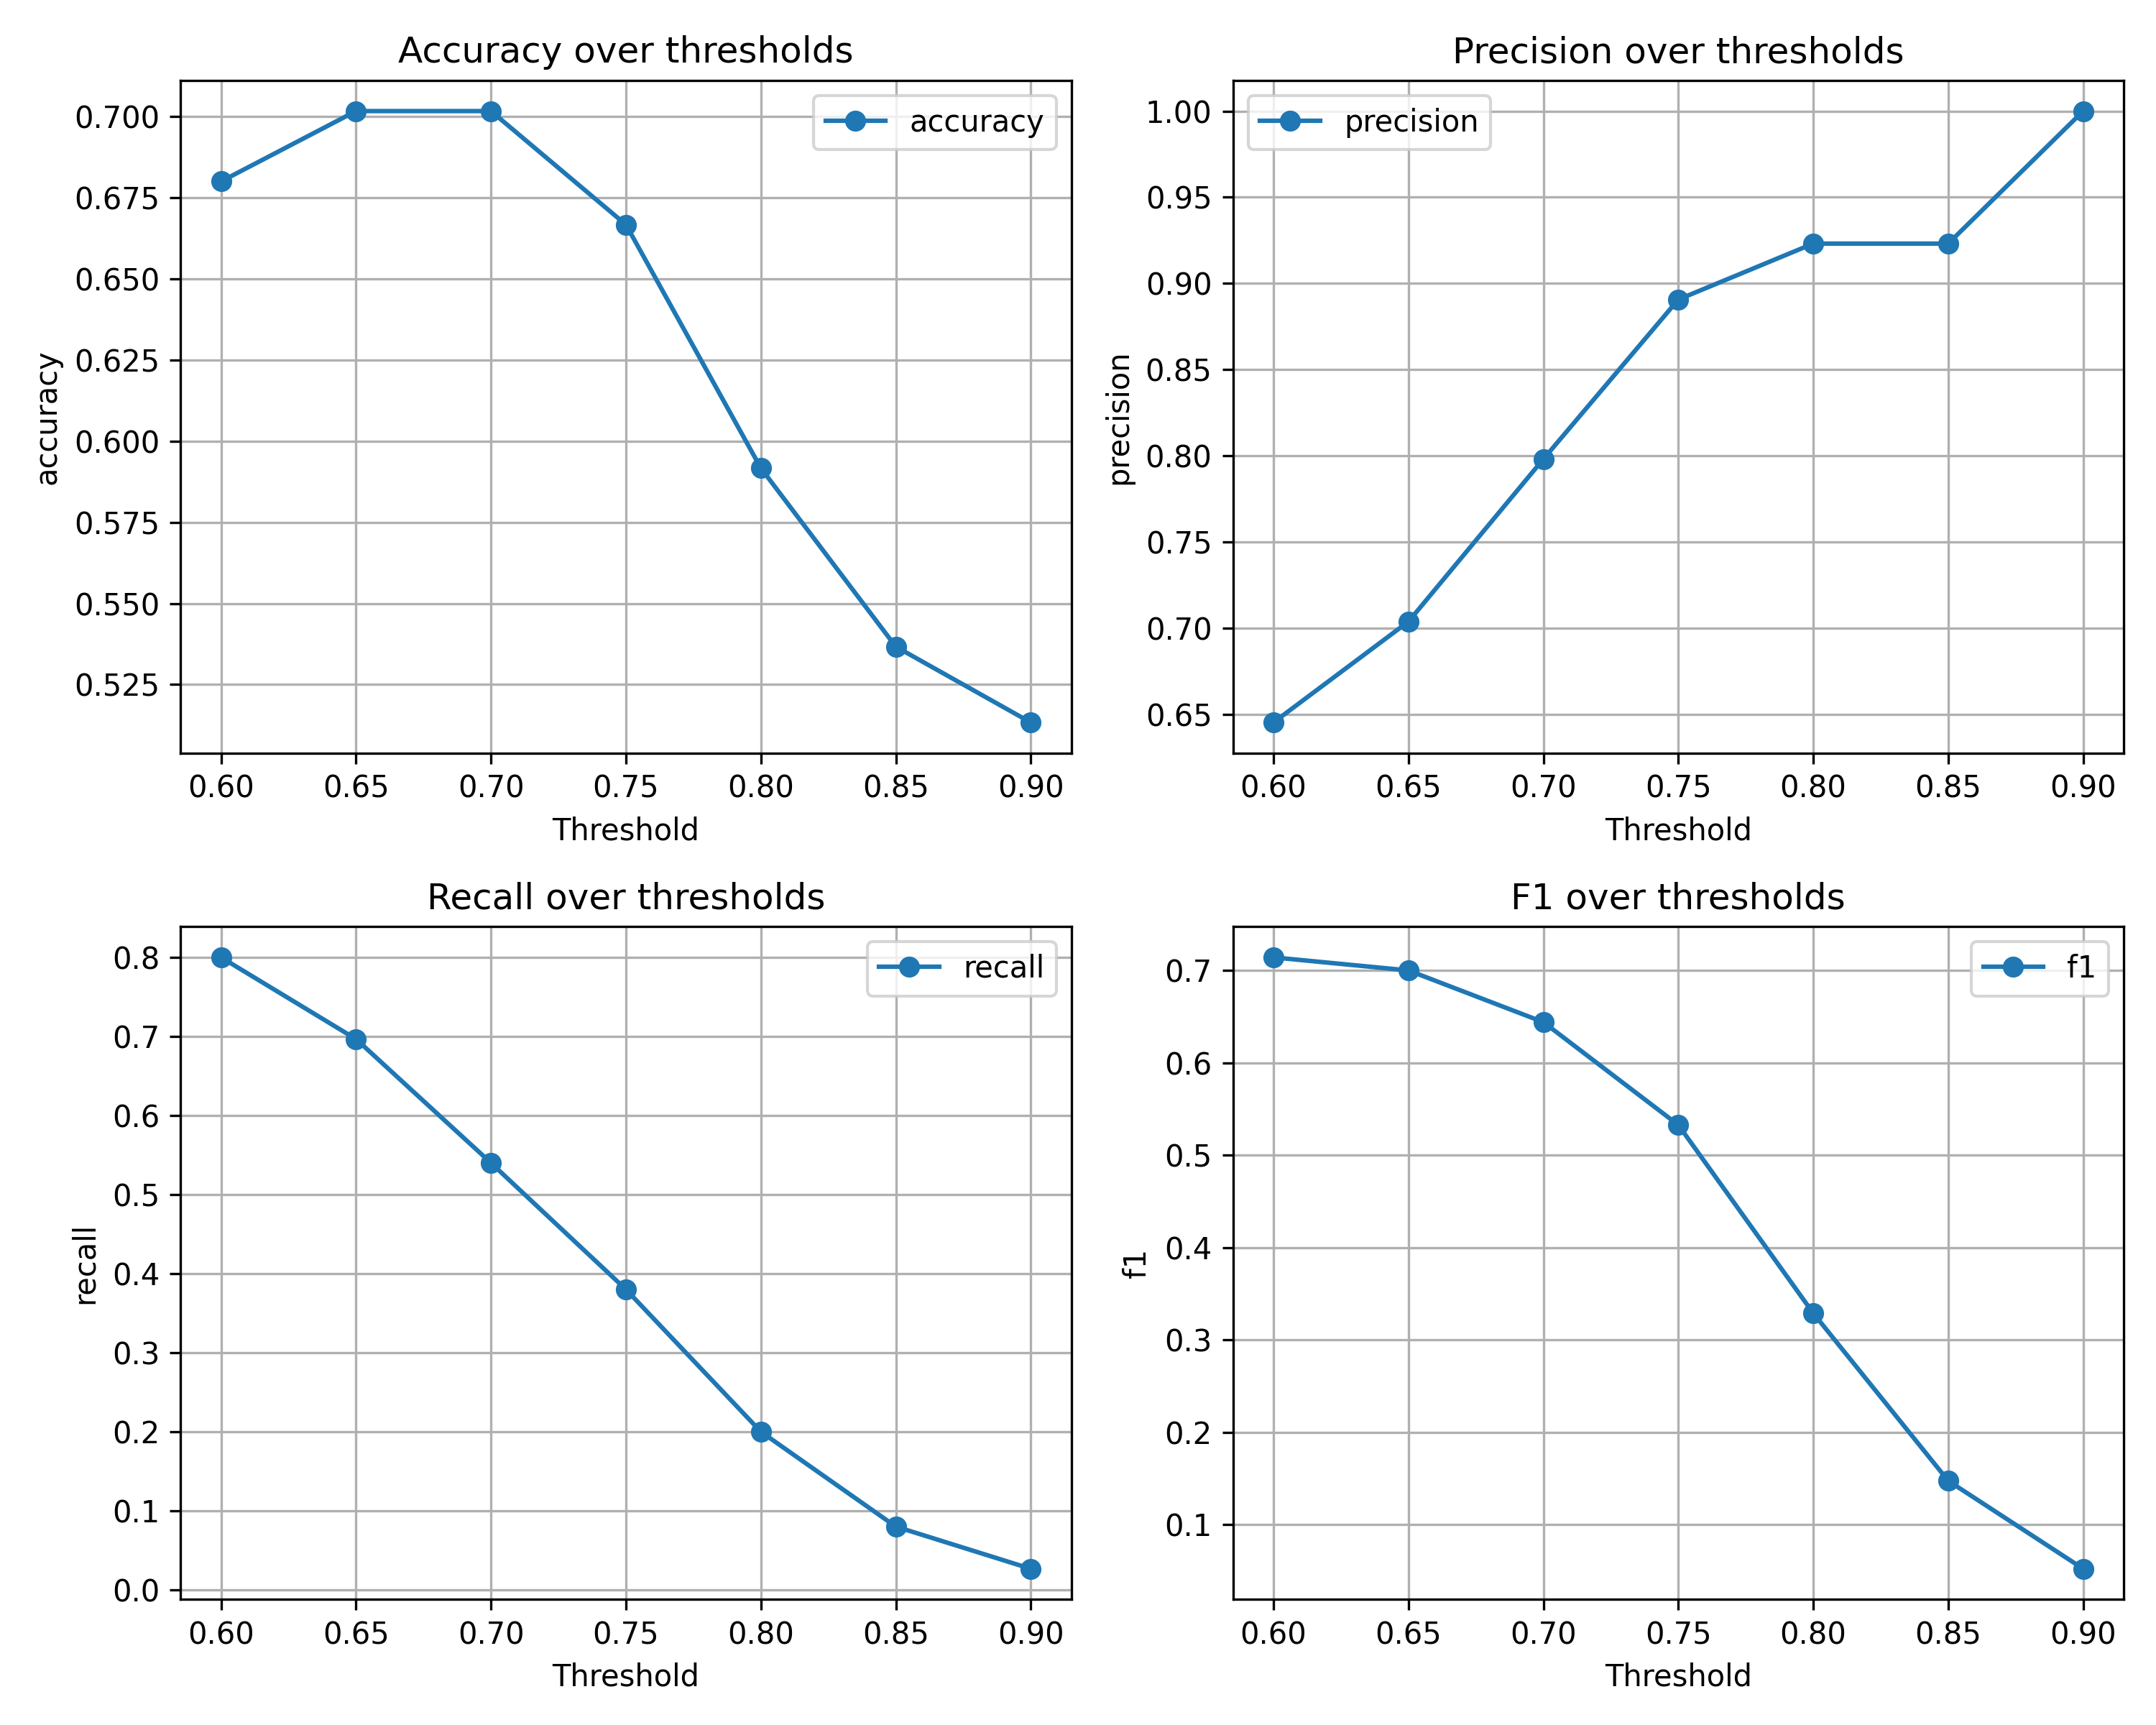 Accuracy over thresholds
accuracy
0.700
0.675
0.650
0.625
0.600
0.575
0.550
0.525
accuracy
0.60 0.65 0.70 0.75 0.80 0.85 0.90
Threshold
Precision over thresholds
precision
1.00
0.95
0.90
0.85
0.80
0.75
0.70
0.65
precision
0.60 0.65 0.70 0.75 0.80 0.85 0.90
Threshold
Recall over thresholds
recall
0.8
0.7
0.6
0.5
0.4
0.3
0.2
0.1
0.0
recall
0.60 0.65 0.70 0.75 0.80 0.85 0.90
Threshold
F1 over thresholds
f1
0.7
0.6
0.5
0.4
0.3
0.2
0.1
f1
0.60 0.65 0.70 0.75 0.80 0.85 0.90
Threshold